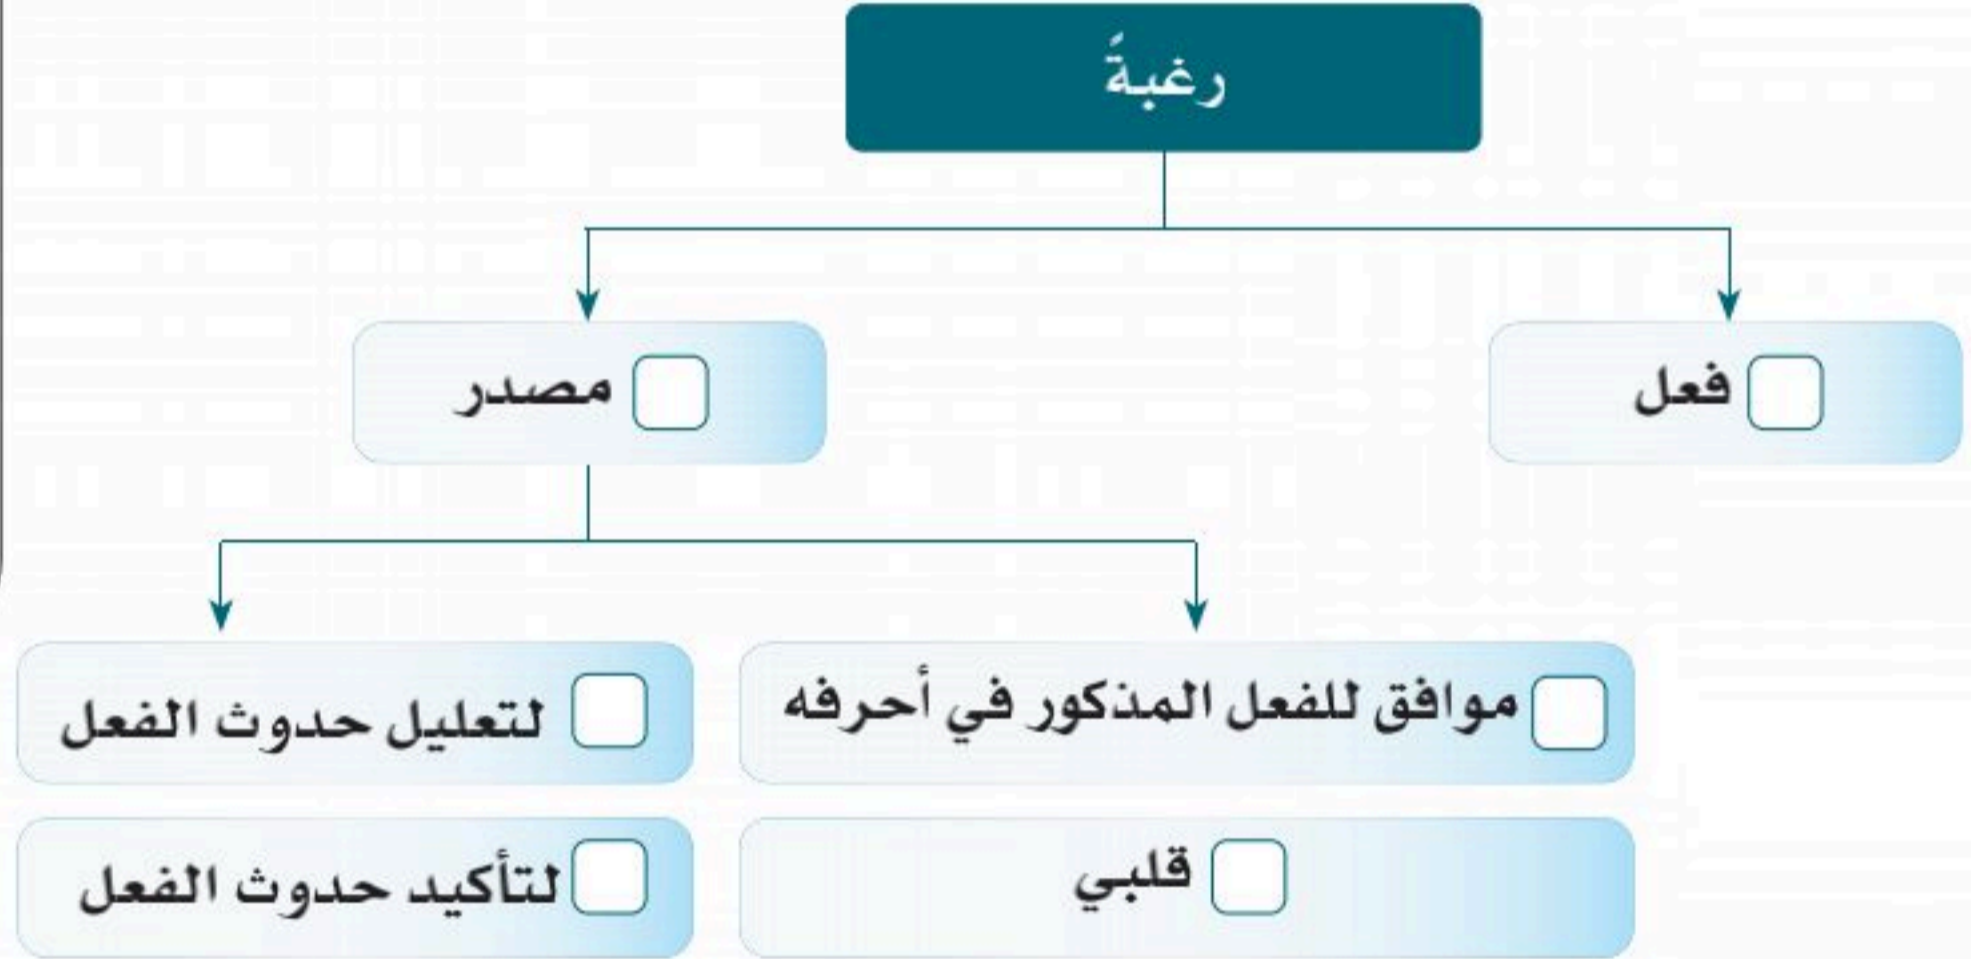 رغبةً
فعل
مصدر
موافق للفعل المذكور في أحرفه
لتعليل حدوث الفعل
قلبي
لتأكيد حدوث الفعل